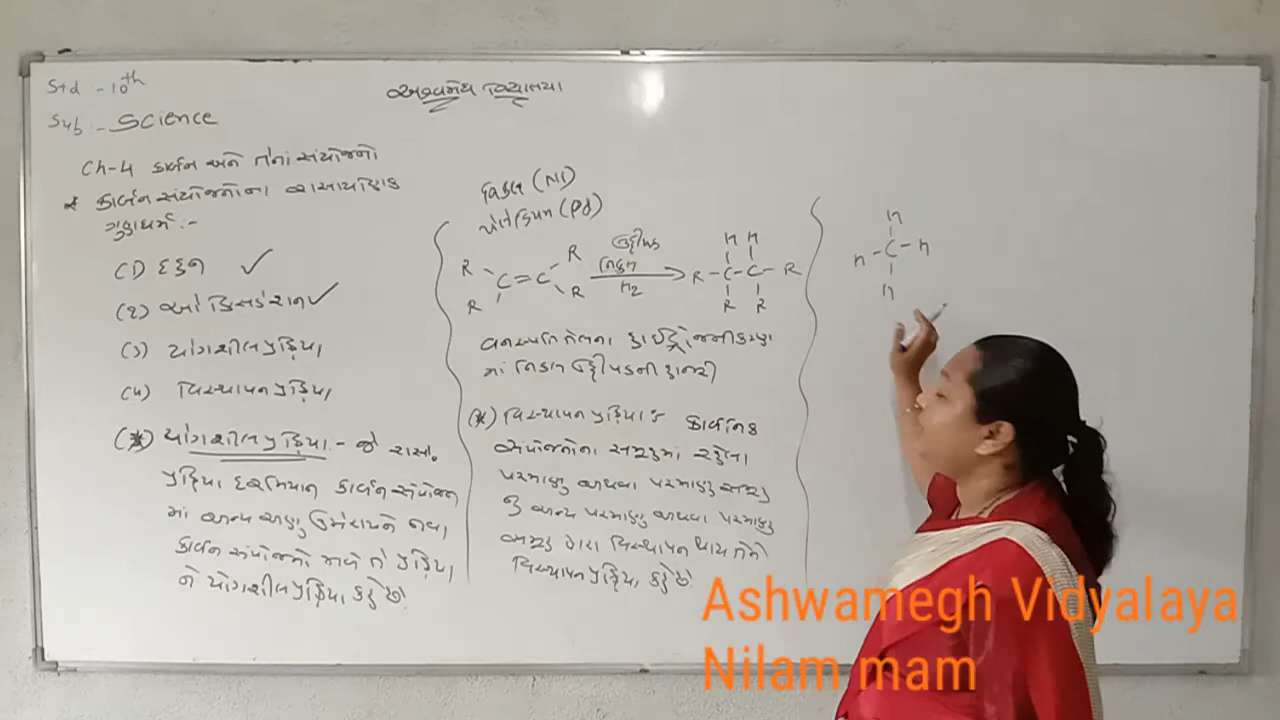 Std - 10th
Sub :- Science
અશ્વમેધ વિદ્યાલય
Ch-4 કાર્બન અને તેનાં સંયોજનો
* કાર્બન સંયોજનોના રાસાયણિક
ગુણધર્મ :-
(1) દહન ✓
(2) ઓક્સિડેશન ✓
(3) યોગશીલ પ્રક્રિયા
(4) વિસ્થાપન પ્રક્રિયા
(*) યોગશીલ પ્રક્રિયા :- જે રાસા.
પ્રક્રિયા દરમિયાન કાર્બન સંયોજન
માં અન્ય અણુ ઉમેરાયને નવા
કાર્બન સંયોજનો મળે તે પ્રક્રિયા
ને યોગશીલ પ્રક્રિયા કહે છે.
નિકલ (Ni)
પેલેડિયમ (Pd)
R R H H
C = C ઉદ્દીપક નિકલ → R - C - C - R
R R H2 R R
વનસ્પતિ તેલના હાઈડ્રોજનીકરણ
માં નિકલ ઉદ્દીપકની હાજરી
(*) વિસ્થાપન પ્રક્રિયા : કાર્બનિક
સંયોજનોના સમૂહમાં રહેલા
પરમાણુ અથવા પરમાણુ સમૂહ
નું અન્ય પરમાણુ અથવા પરમાણુ
સમૂહ દ્વારા વિસ્થાપન થાય તેને
વિસ્થાપન પ્રક્રિયા કહે છે.
H
H - C - H
H
Ashwamegh Vidyalaya
Nilam mam